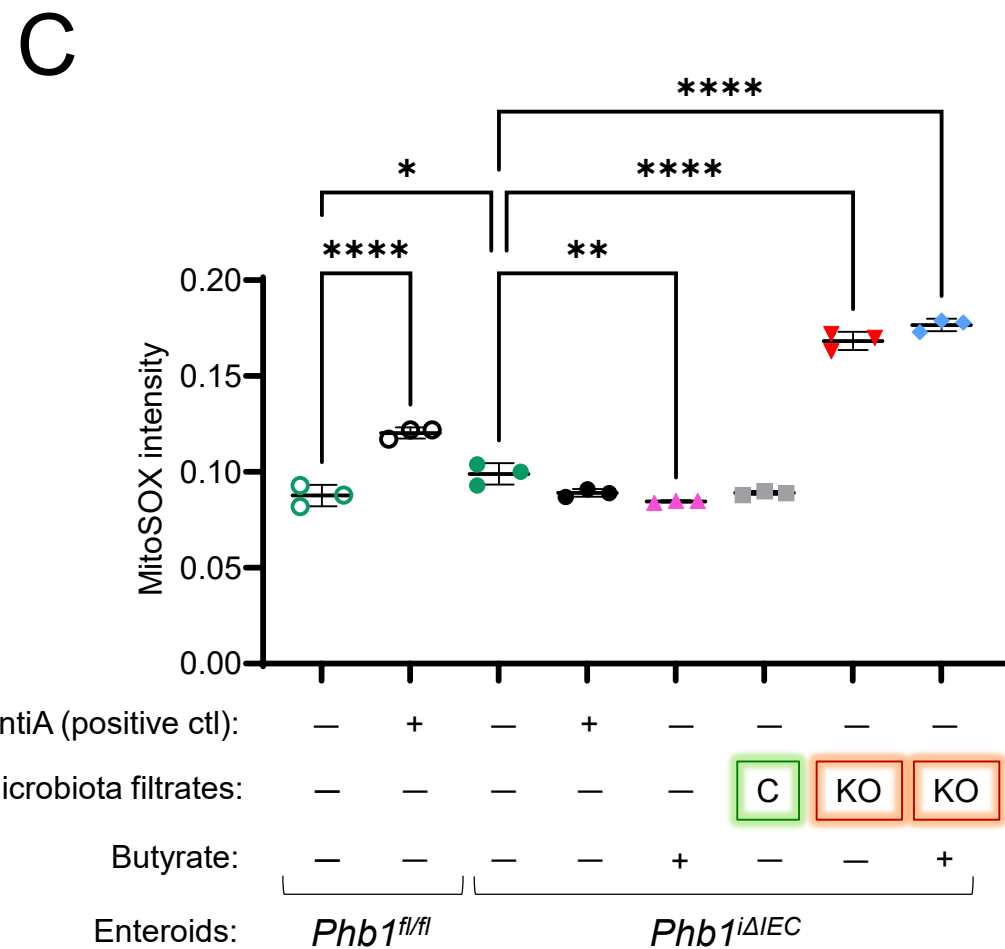 C
****
* ****
**** **
0.20
0.15
0.10
0.05
0.00
MitoSOX intensity
ntiA (positive ctl): — + — + — — — —
icrobiota filtrates: — — — — — C KO KO
Butyrate: — — — — + — — +
Enteroids: Phb1fl/fl Phb1iΔIEC